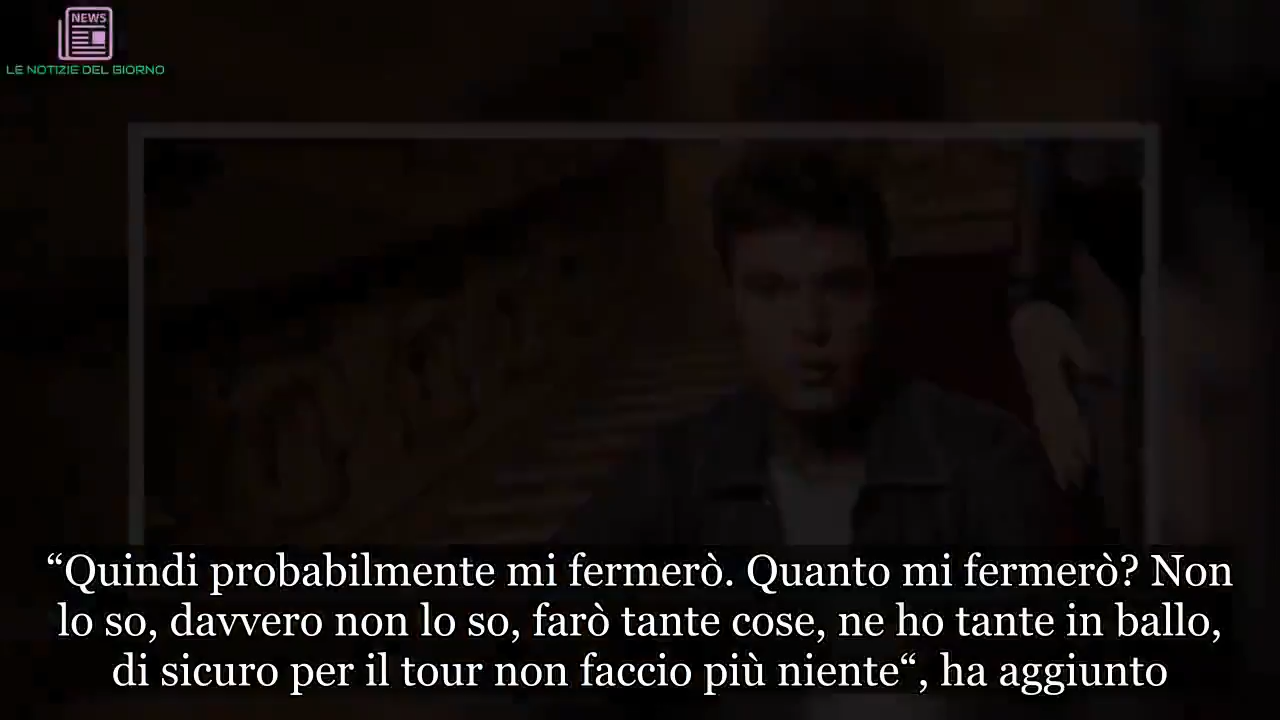 NEWS
LE NOTIZIE DEL GIORNO
“Quindi probabilmente mi fermerò. Quanto mi fermerò? Non
lo so, davvero non lo so, farò tante cose, ne ho tante in ballo,
di sicuro per il tour non faccio più niente“, ha aggiunto